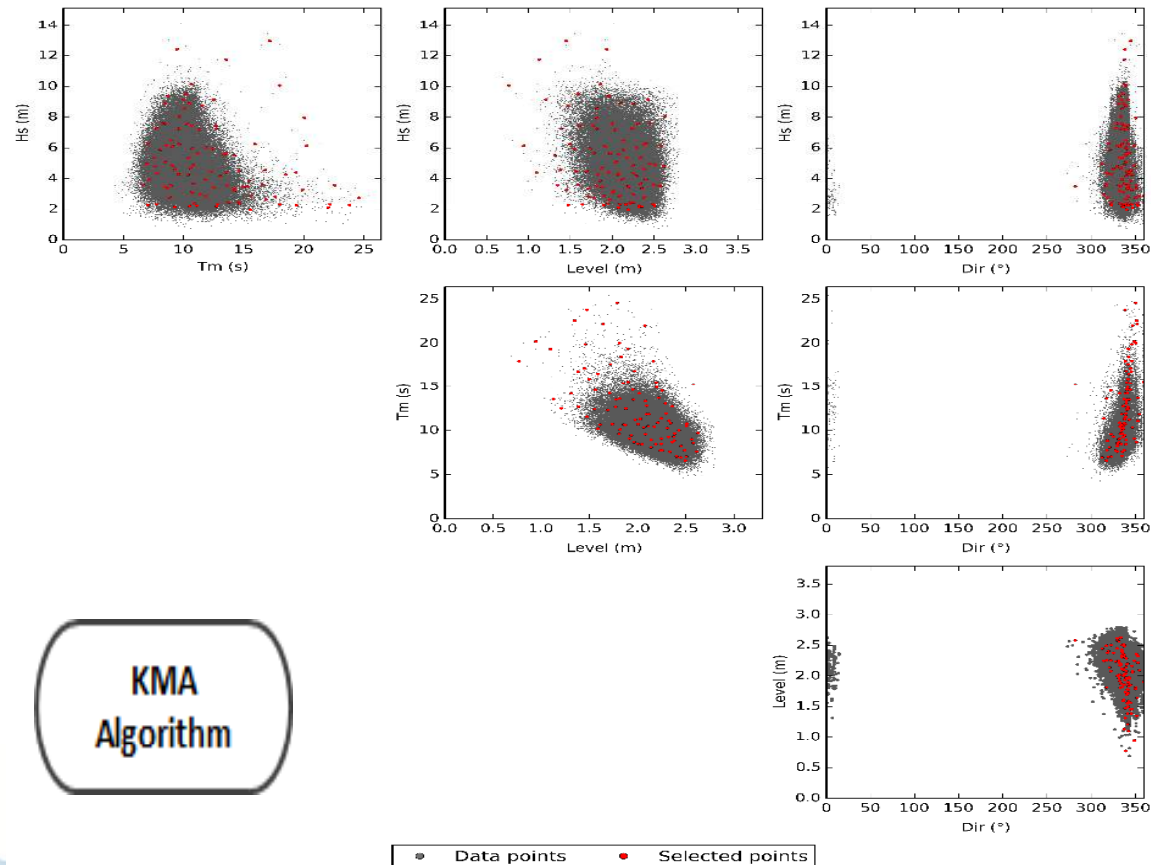 14
12
10
8
6
4
2
0
Hs (m)
0 5 10 15 20 25
Tm (s)
14
12
10
8
6
4
2
0
Hs (m)
0.0 0.5 1.0 1.5 2.0 2.5 3.0 3.5
Level (m)
14
12
10
8
6
4
2
0
Hs (m)
0 50 100 150 200 250 300 350
Dir (°)
25
20
15
10
5
0
Tm (s)
0.0 0.5 1.0 1.5 2.0 2.5 3.0
Level (m)
25
20
15
10
5
0
Tm (s)
0 50 100 150 200 250 300 350
Dir (°)
KMA
Algorithm
3.5
3.0
2.5
2.0
1.5
1.0
0.5
0.0
Level (m)
0 50 100 150 200 250 300 350
Dir (°)
Data points Selected points